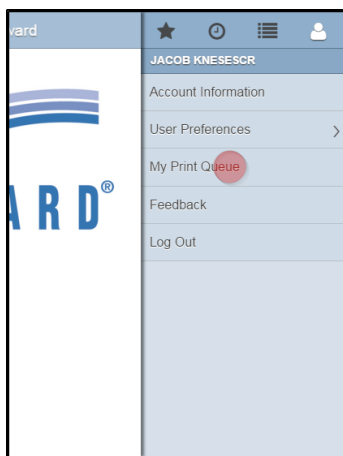 vard
JACOB KNESESCR
Account Information
User Preferences
My Print Queue
Feedback
Log Out
ARD®